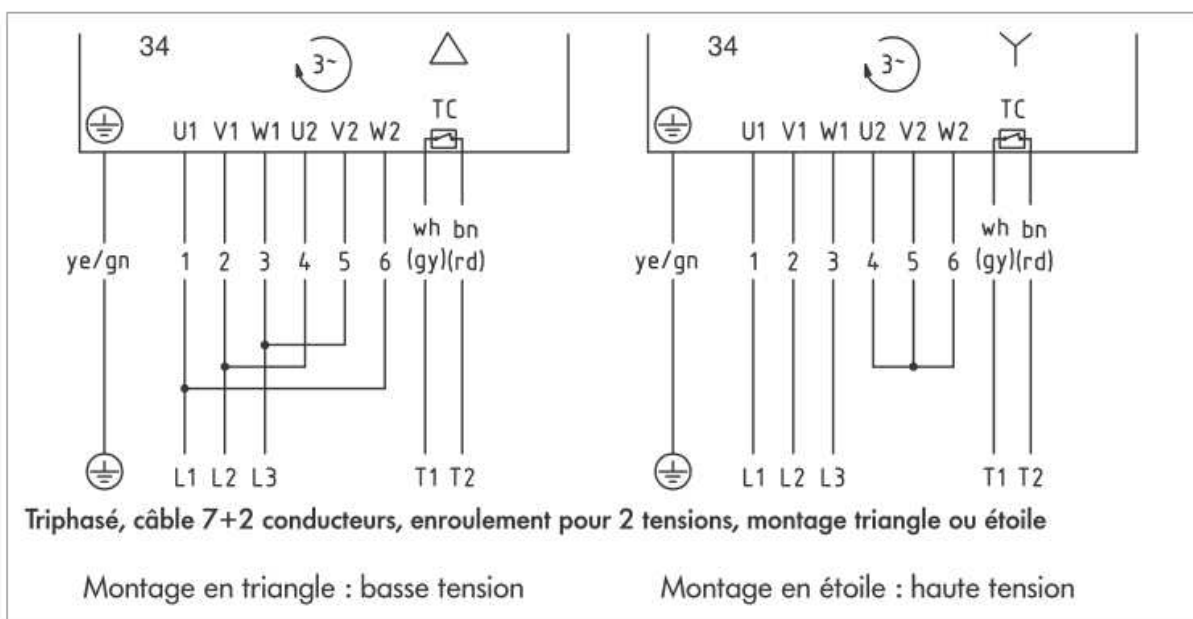 34 3~ 34 3~
TC TC
U1 V1 W1 U2 V2 W2 U1 V1 W1 U2 V2 W2
wh bn wh bn
ye/gn 1 2 3 4 5 6 (gy)(rd) ye/gn 1 2 3 4 5 6 (gy)(rd)
L1 L2 L3 T1 T2 L1 L2 L3 T1 T2
Triphasé, câble 7+2 conducteurs, enroulement pour 2 tensions, montage triangle ou étoile
Montage en triangle : basse tension Montage en étoile : haute tension